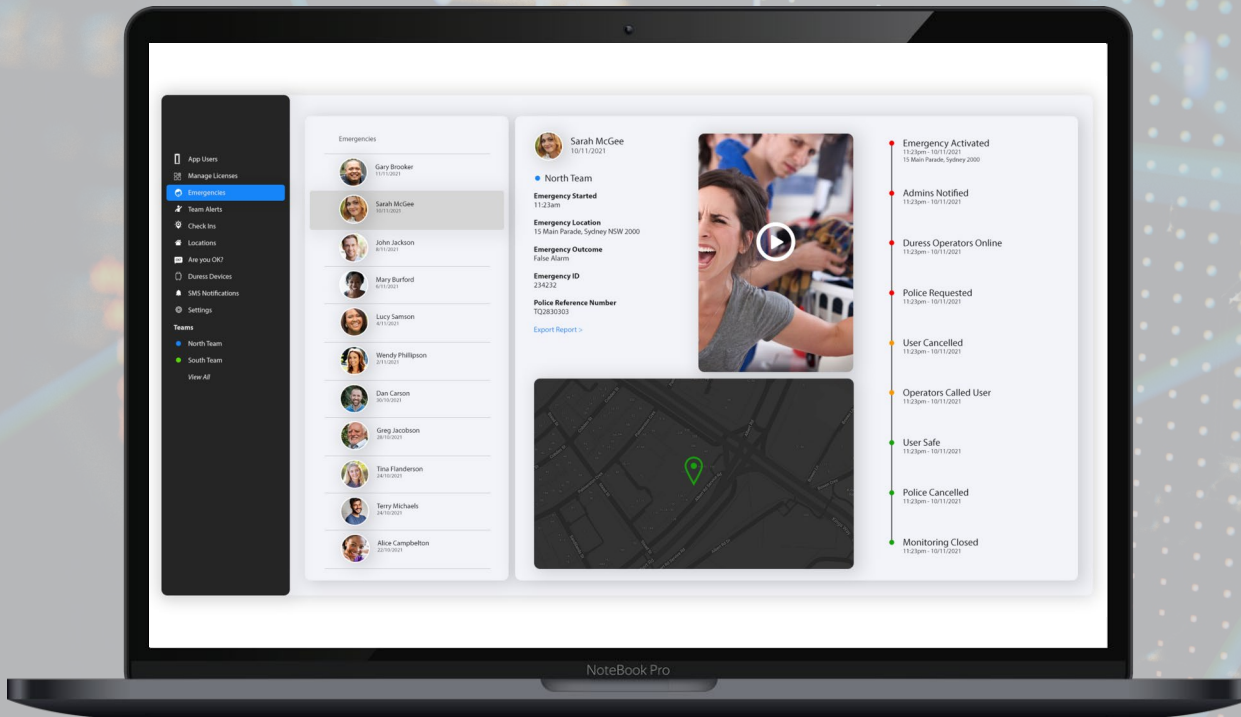 App Users
Manage Licenses
Emergencies
Team Alerts
Check Ins
Locations
Are you OK?
Duress Devices
SMS Notifications
Settings
Teams
North Team
South Team
View All
Emergencies
Gary Brooker
11/11/2021
Sarah McGee
10/11/2021
John Jackson
8/11/2021
Mary Burford
6/11/2021
Lucy Samson
4/11/2021
Wendy Phillipson
2/11/2021
Dan Carson
30/10/2021
Greg Jacobson
28/10/2021
Tina Flanderson
24/10/2021
Terry Michaels
24/10/2021
Alice Campbelton
22/10/2021
Sarah McGee
10/11/2021
North Team
Emergency Started
11:23am
Emergency Location
15 Main Parade, Sydney NSW 2000
Emergency Outcome
False Alarm
Emergency ID
234232
Police Reference Number
TQ2830303
Export Report >
Emergency Activated
11:23pm - 10/11/2021
15 Main Parade, Sydney 2000
Admins Notified
11:23pm - 10/11/2021
Duress Operators Online
11:23pm - 10/11/2021
Police Requested
11:23pm - 10/11/2021
User Cancelled
11:23pm - 10/11/2021
Operators Called User
11:23pm - 10/11/2021
User Safe
11:23pm - 10/11/2021
Police Cancelled
11:23pm - 10/11/2021
Monitoring Closed
11:23pm - 10/11/2021
NoteBook Pro